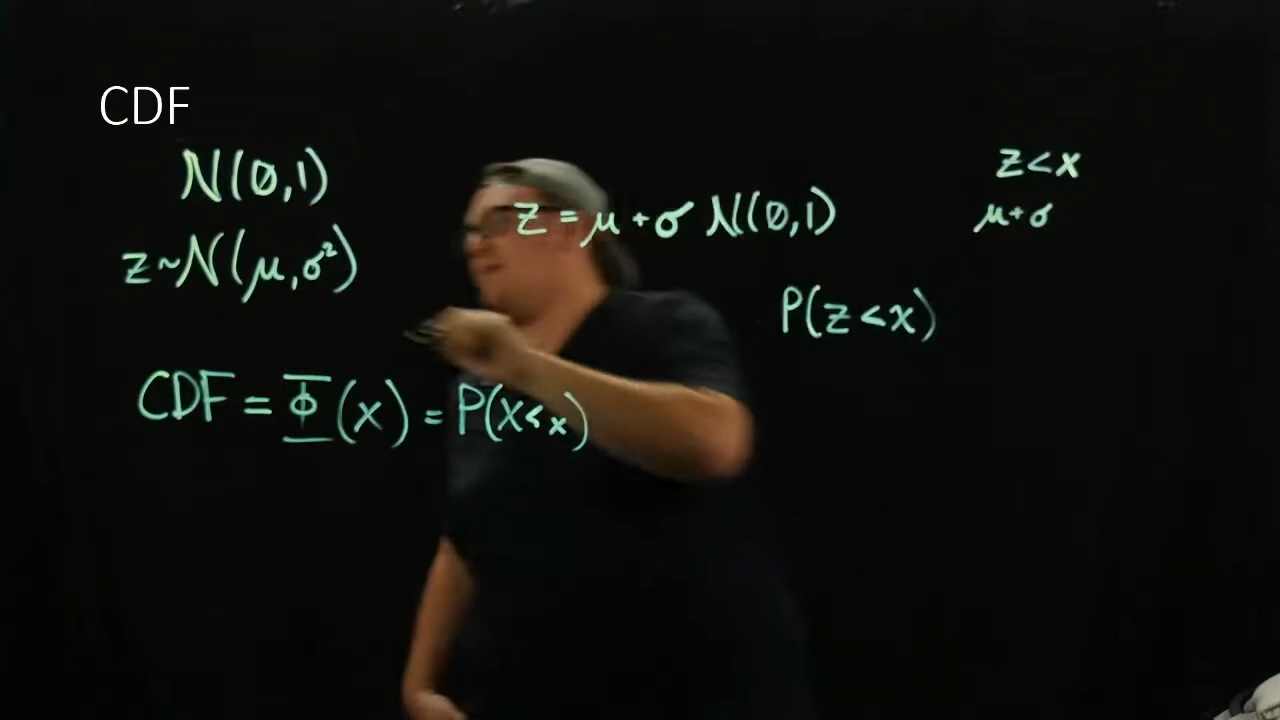 CDF
N(0,1)
z~N(μ,σ²)
z = μ + σ N(0,1)
z < x
μ + σ
P(z < x)
CDF = Φ(x) = P(X < x)